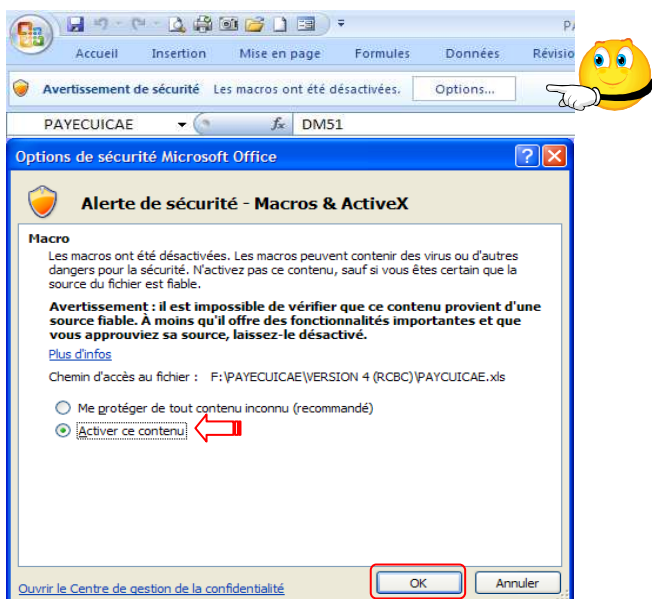 P
Accueil Insertion Mise en page Formules Données Révisio
Avertissement de sécurité Les macros ont été désactivées. Options...
PAYECUICAE fx DM51
Options de sécurité Microsoft Office
Alerte de sécurité - Macros & ActiveX
Macro
Les macros ont été désactivées. Les macros peuvent contenir des virus ou d'autres
dangers pour la sécurité. N'activez pas ce contenu, sauf si vous êtes certain que la
source du fichier est fiable.
Avertissement : il est impossible de vérifier que ce contenu provient d'une
source fiable. À moins qu'il offre des fonctionnalités importantes et que
vous approuviez sa source, laissez-le désactivé.
Plus d'infos
Chemin d'accès au fichier : F:\PAYECUICAE\VERSION 4 (RCBC)\PAYCUICAE.xls
Me protéger de tout contenu inconnu (recommandé)
Activer ce contenu
Ouvrir le Centre de gestion de la confidentialité OK Annuler